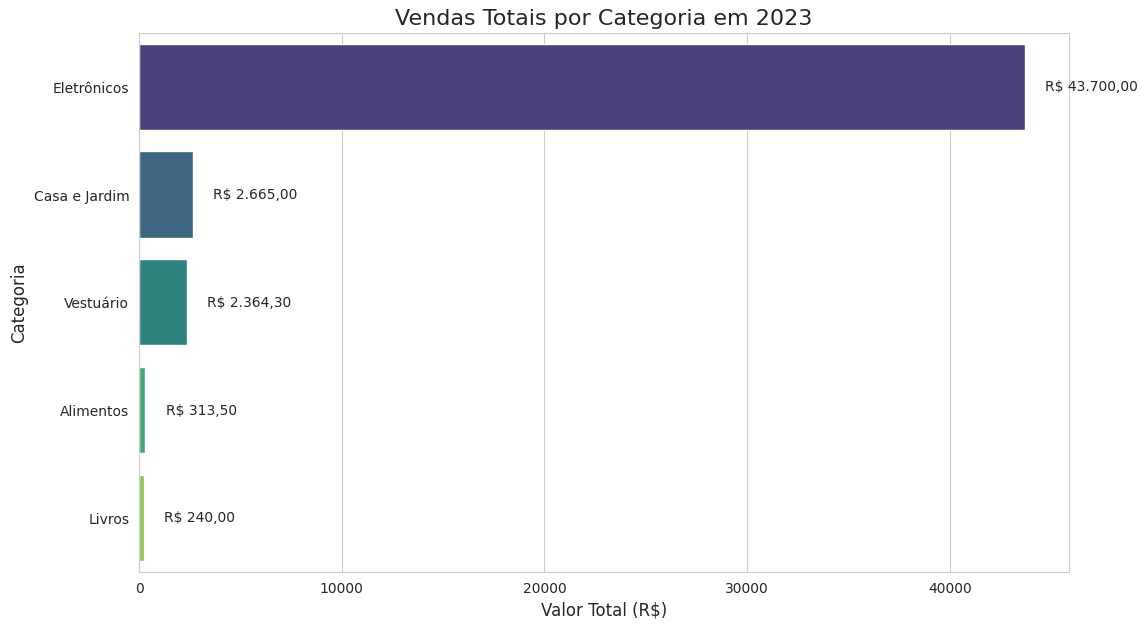 Vendas Totais por Categoria em 2023
Eletrônicos
R$ 43.700,00
Casa e Jardim
R$ 2.665,00
Categoria
Vestuário
R$ 2.364,30
Alimentos
R$ 313,50
Livros
R$ 240,00
0 10000 20000 30000 40000
Valor Total (R$)